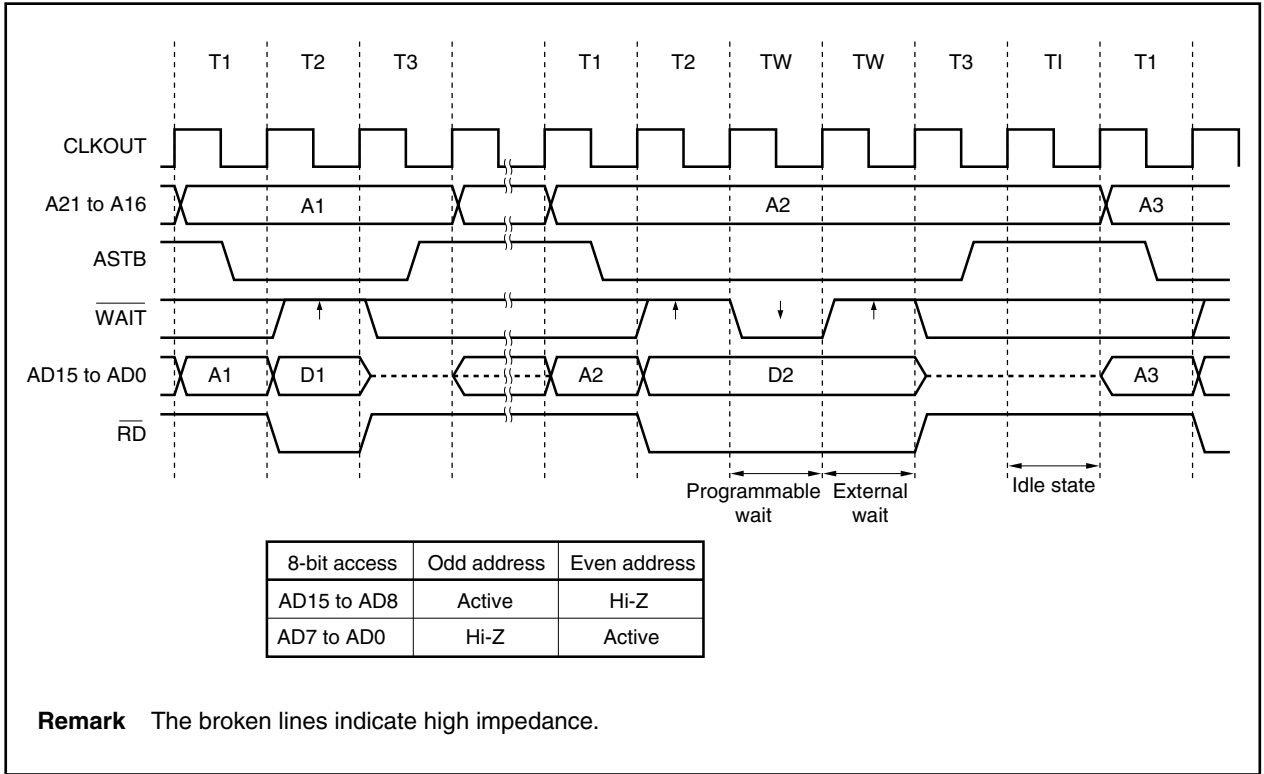 T1 T2 T3 T1 T2 TW TW T3 TI T1
CLKOUT
A21 to A16 A1 A2 A3
ASTB
WAIT
AD15 to AD0 A1 D1 A2 D2 A3
RD
Programmable wait
External wait
Idle state
8-bit access Odd address Even address
AD15 to AD8 Active Hi-Z
AD7 to AD0 Hi-Z Active
Remark The broken lines indicate high impedance.